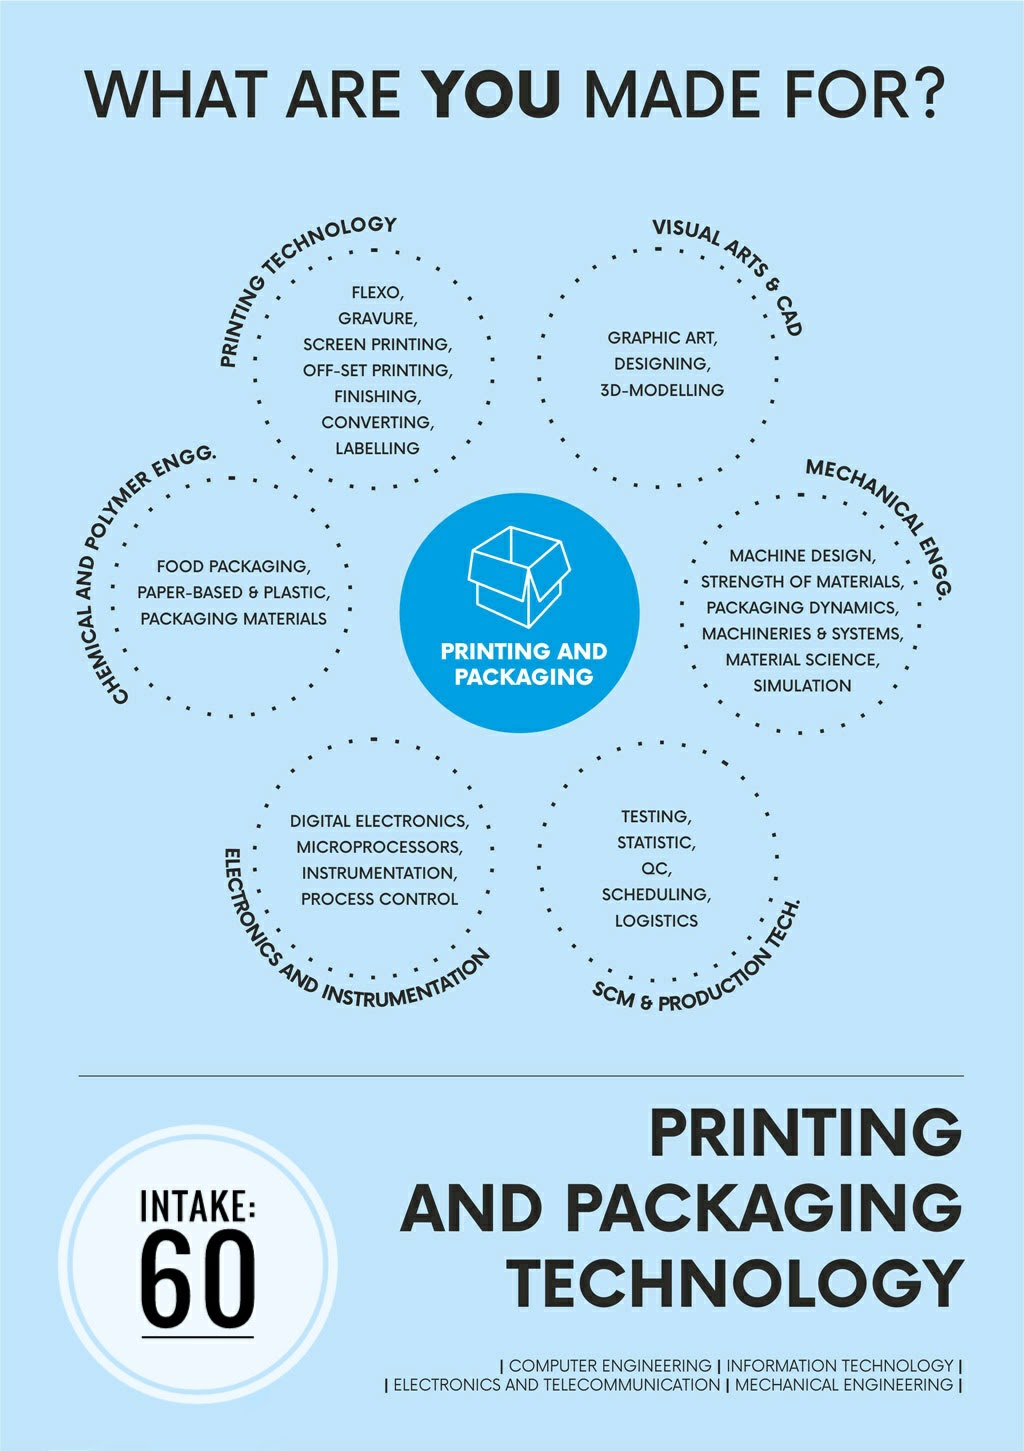 WHAT ARE YOU MADE FOR?
PRINTING TECHNOLOGY
FLEXO,
GRAVURE,
SCREEN PRINTING,
OFF-SET PRINTING,
FINISHING,
CONVERTING,
LABELLING
VISUAL ARTS & CAD
GRAPHIC ART,
DESIGNING,
3D-MODELLING
CHEMICAL AND POLYMER ENGG.
FOOD PACKAGING,
PAPER-BASED & PLASTIC,
PACKAGING MATERIALS
PRINTING AND
PACKAGING
MECHANICAL ENGG.
MACHINE DESIGN,
STRENGTH OF MATERIALS,
PACKAGING DYNAMICS,
MACHINERIES & SYSTEMS,
MATERIAL SCIENCE,
SIMULATION
DIGITAL ELECTRONICS,
MICROPROCESSORS,
INSTRUMENTATION,
PROCESS CONTROL
ELECTRONICS AND INSTRUMENTATION
TESTING,
STATISTIC,
QC,
SCHEDULING,
LOGISTICS
SCM & PRODUCTION TECH.
INTAKE:
60
PRINTING
AND PACKAGING
TECHNOLOGY
| COMPUTER ENGINEERING | INFORMATION TECHNOLOGY |
| ELECTRONICS AND TELECOMMUNICATION | MECHANICAL ENGINEERING |